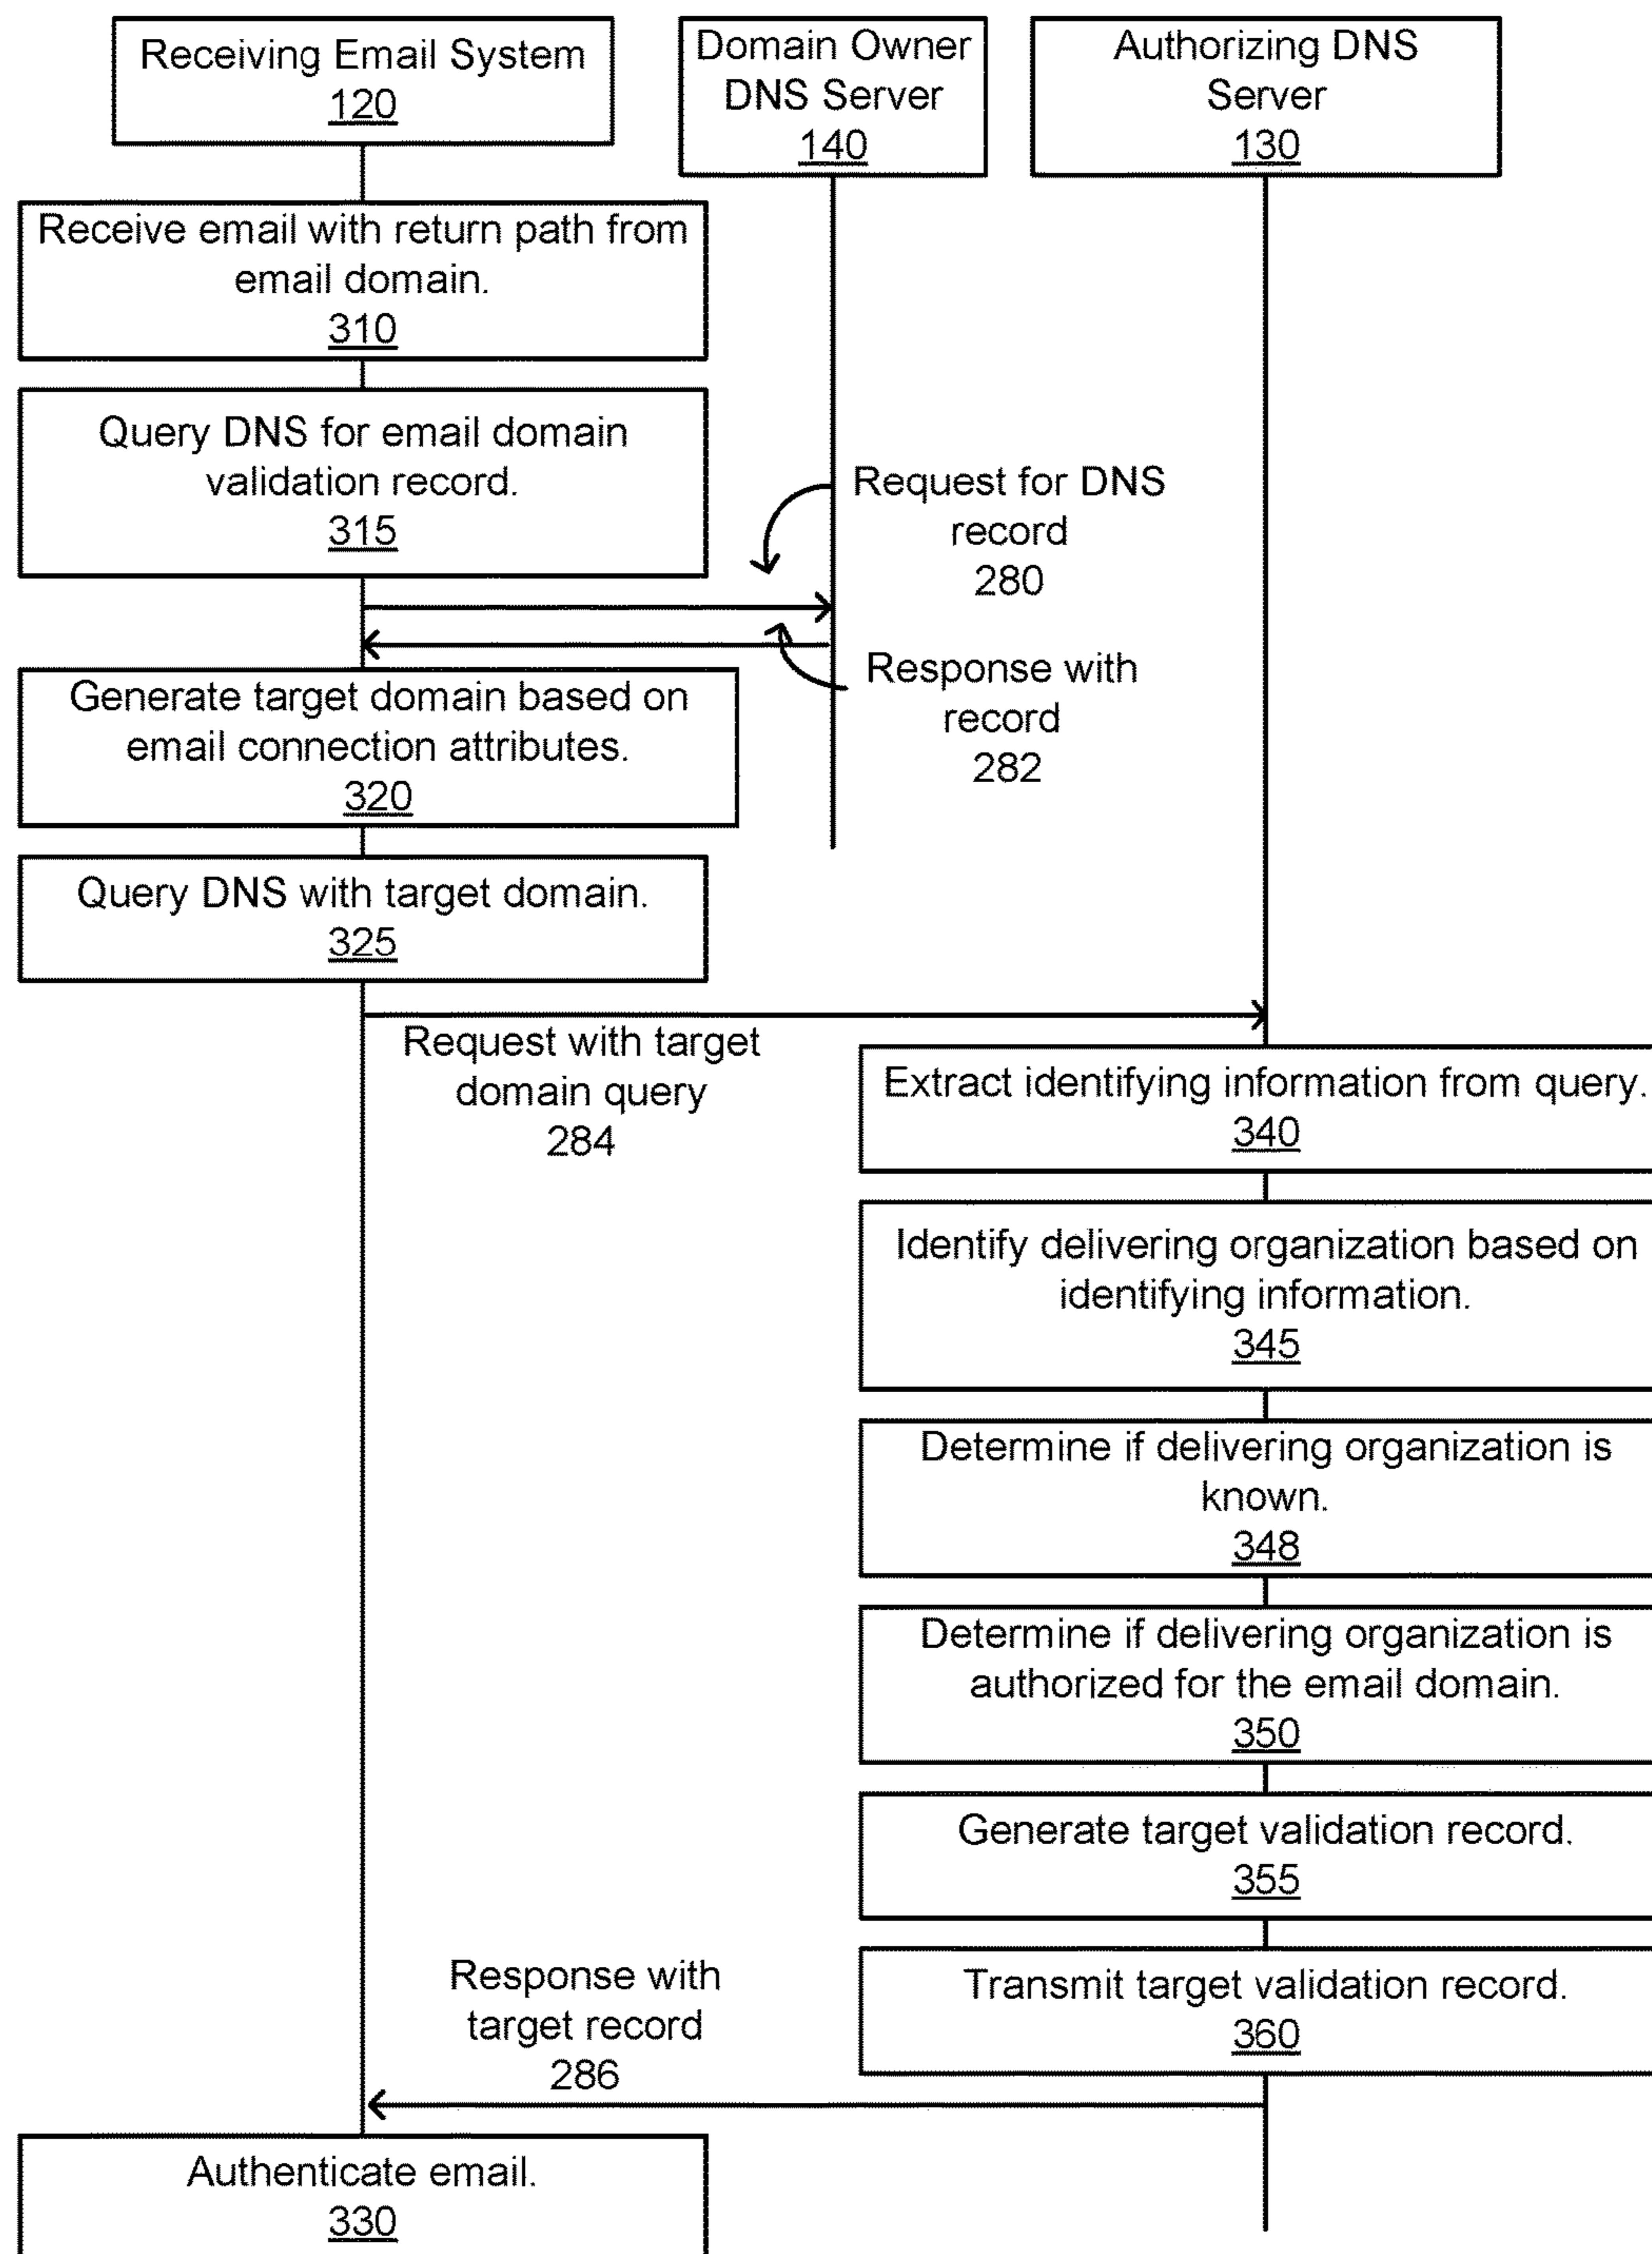 Receiving Email System
120
Domain Owner
DNS Server
140
Authorizing DNS
Server
130
Receive email with return path from
email domain.
310
Query DNS for email domain
validation record.
315
Request for DNS
record
280
Response with
record
282
Generate target domain based on
email connection attributes.
320
Query DNS with target domain.
325
Request with target
domain query
284
Extract identifying information from query.
340
Identify delivering organization based on
identifying information.
345
Determine if delivering organization is
known.
348
Determine if delivering organization is
authorized for the email domain.
350
Generate target validation record.
355
Transmit target validation record.
360
Response with
target record
286
Authenticate email.
330